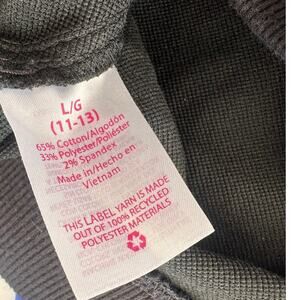 L/G
(11-13)
65% Cotton/Algodón
33% Polyester/Poliéster
2% Spandex
Made in/Hecho en
Vietnam
THIS LABEL YARN IS MADE
OUT OF 100% RECYCLED
POLYESTER MATERIALS